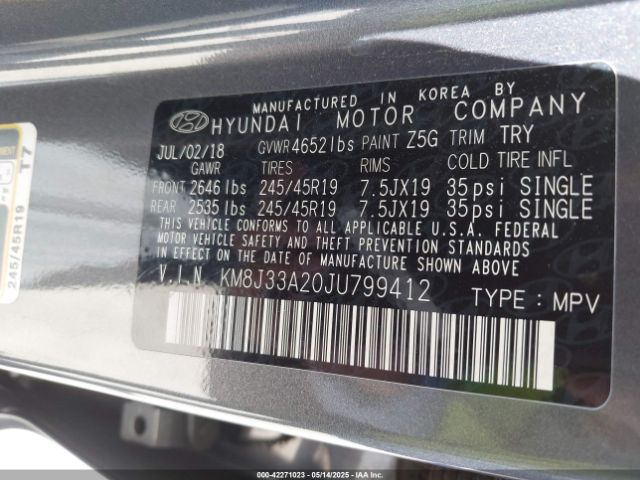 MANUFACTURED IN KOREA BY
HYUNDAI MOTOR COMPANY
JUL/02/18 GVWR 4652lbs PAINT Z5G TRIM TRY
GAWR TIRES RIMS COLD TIRE INFL
FRONT 2646 lbs 245/45R19 7.5JX19 35psi SINGLE
REAR 2535 lbs 245/45R19 7.5JX19 35psi SINGLE
THIS VEHICLE CONFORMS TO ALL APPLICABLE U.S.A. FEDERAL
MOTOR VEHICLE SAFETY AND THEFT PREVENTION STANDARDS
IN EFFECT ON THE DATE OF MANUFACTURE SHOWN ABOVE
V.I.N. KM8J33A20JU799412 TYPE : MPV
T7
245/45R19
000-42271023 05/14/2025 IAAI.COM